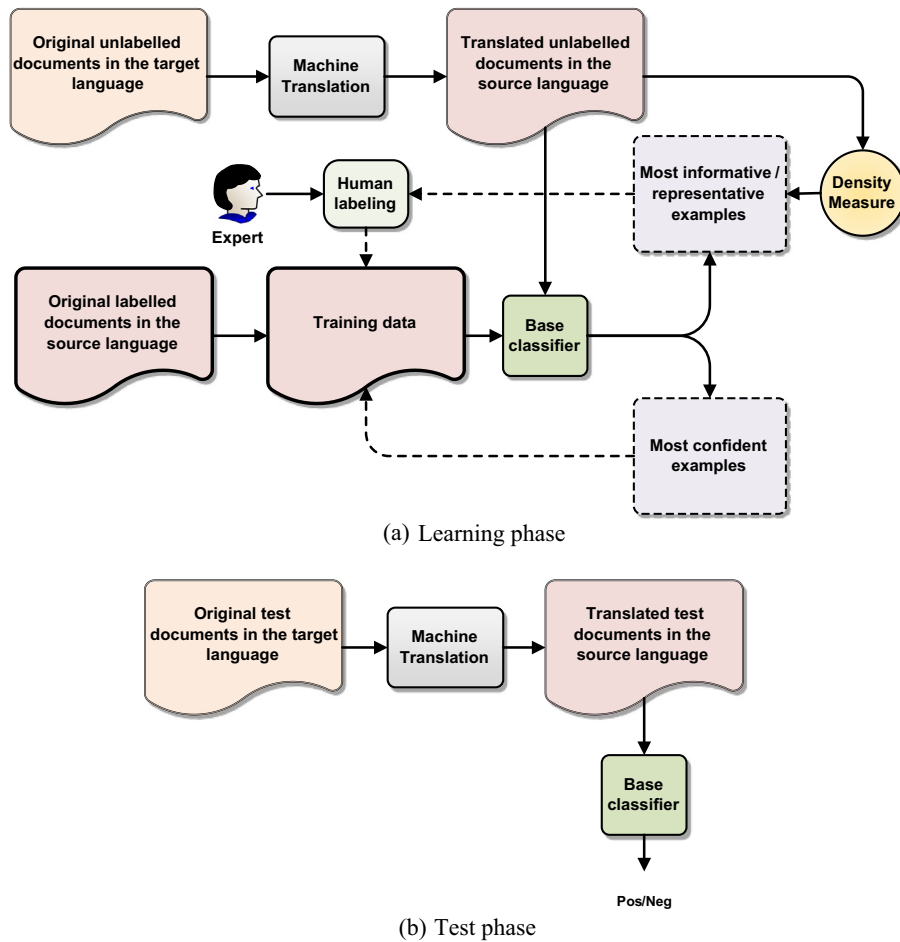 Original unlabelled
documents in the target
language
Machine
Translation
Translated unlabelled
documents in the
source language
Density
Measure
Most informative /
representative
examples
Human
labeling
Expert
Original labelled
documents in the
source language
Training data
Base
classifier
Most confident
examples
(a) Learning phase
Original test
documents in the target
language
Machine
Translation
Translated test
documents in the
source language
Base
classifier
Pos/Neg
(b) Test phase